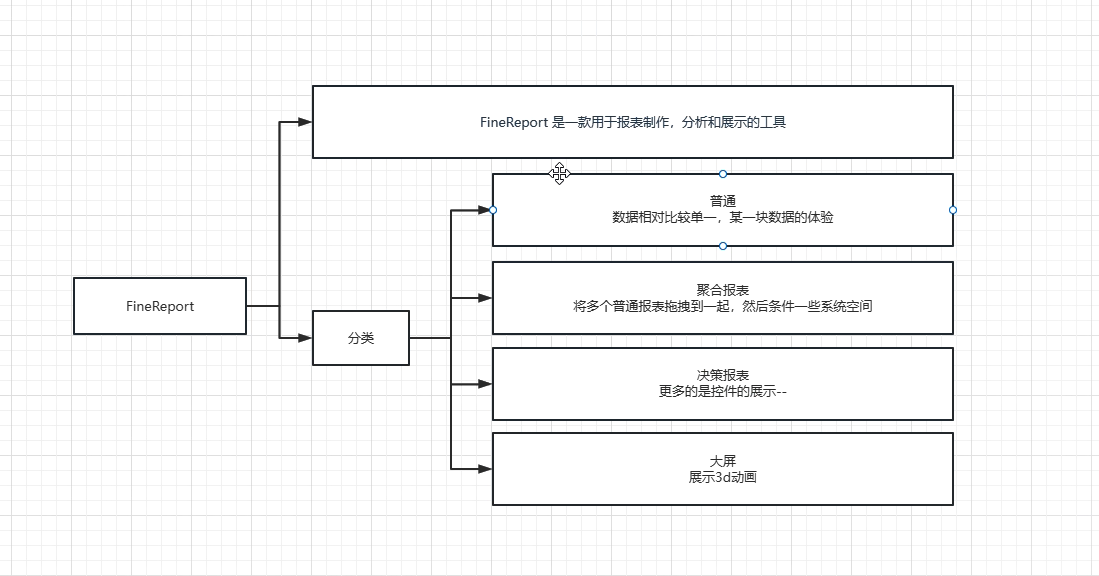 FineReport 是一款用于报表制作，分析和展示的工具
普通
数据相对比较单一，某一块数据的体验
聚合报表
将多个普通报表拖拽到一起，然后条件一些系统空间
FineReport
分类
决策报表
更多的是控件的展示--
大屏
展示3d动画